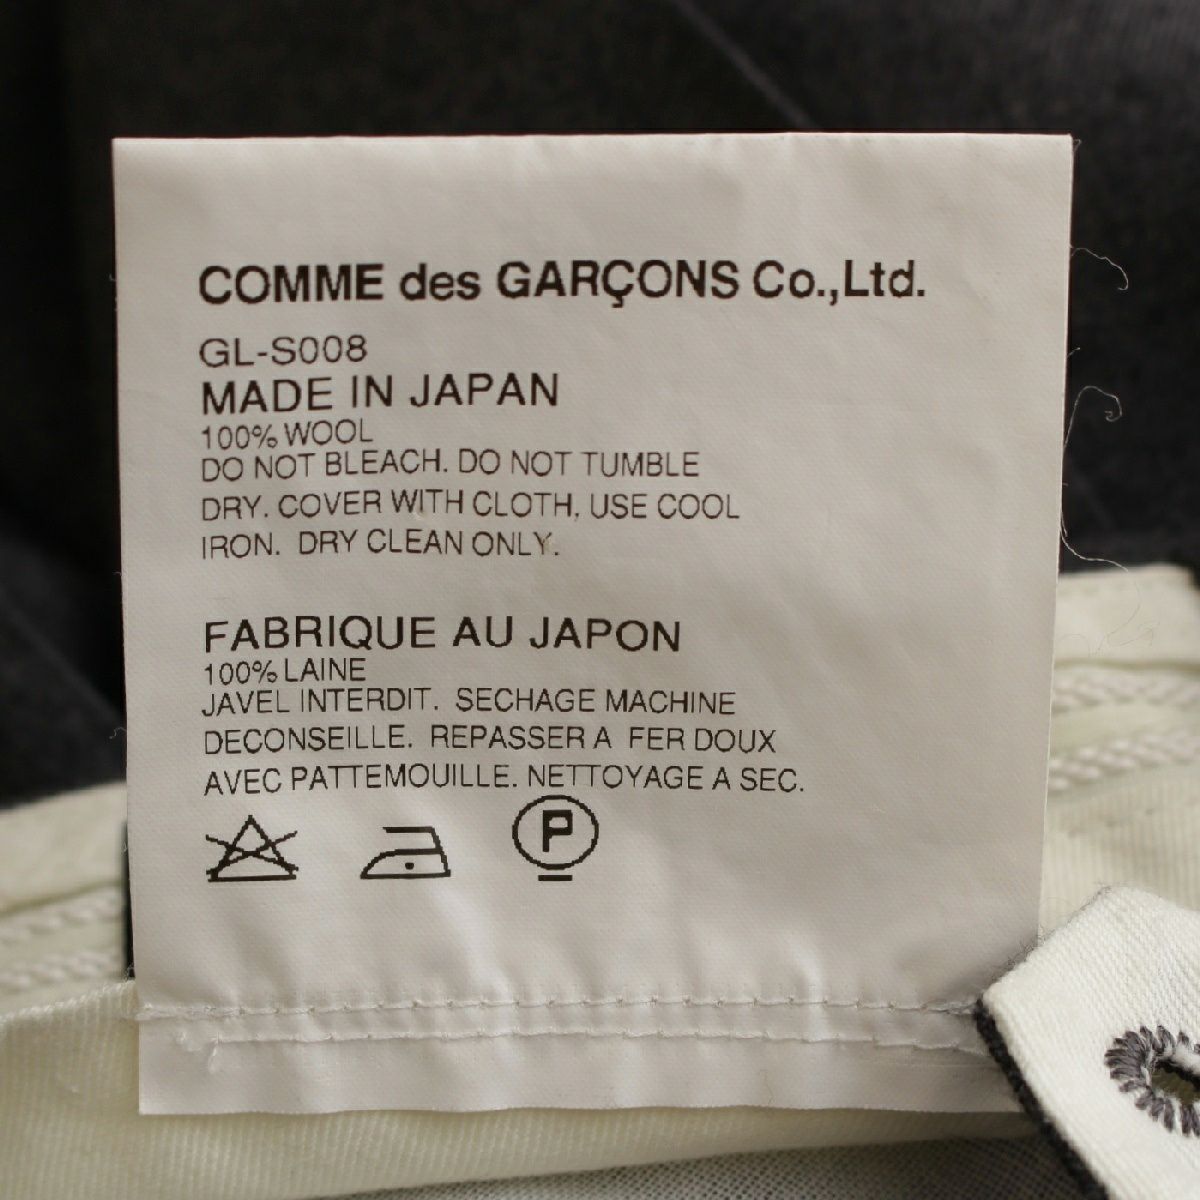 COMME des GARÇONS Co.,Ltd.
GL-S008
MADE IN JAPAN
100% WOOL
DO NOT BLEACH. DO NOT TUMBLE
DRY. COVER WITH CLOTH, USE COOL
IRON. DRY CLEAN ONLY.
FABRIQUE AU JAPON
100% LAINE
JAVEL INTERDIT. SECHAGE MACHINE
DECONSEILLE. REPASSER A FER DOUX
AVEC PATTEMOUILLE. NETTOYAGE A SEC.
P